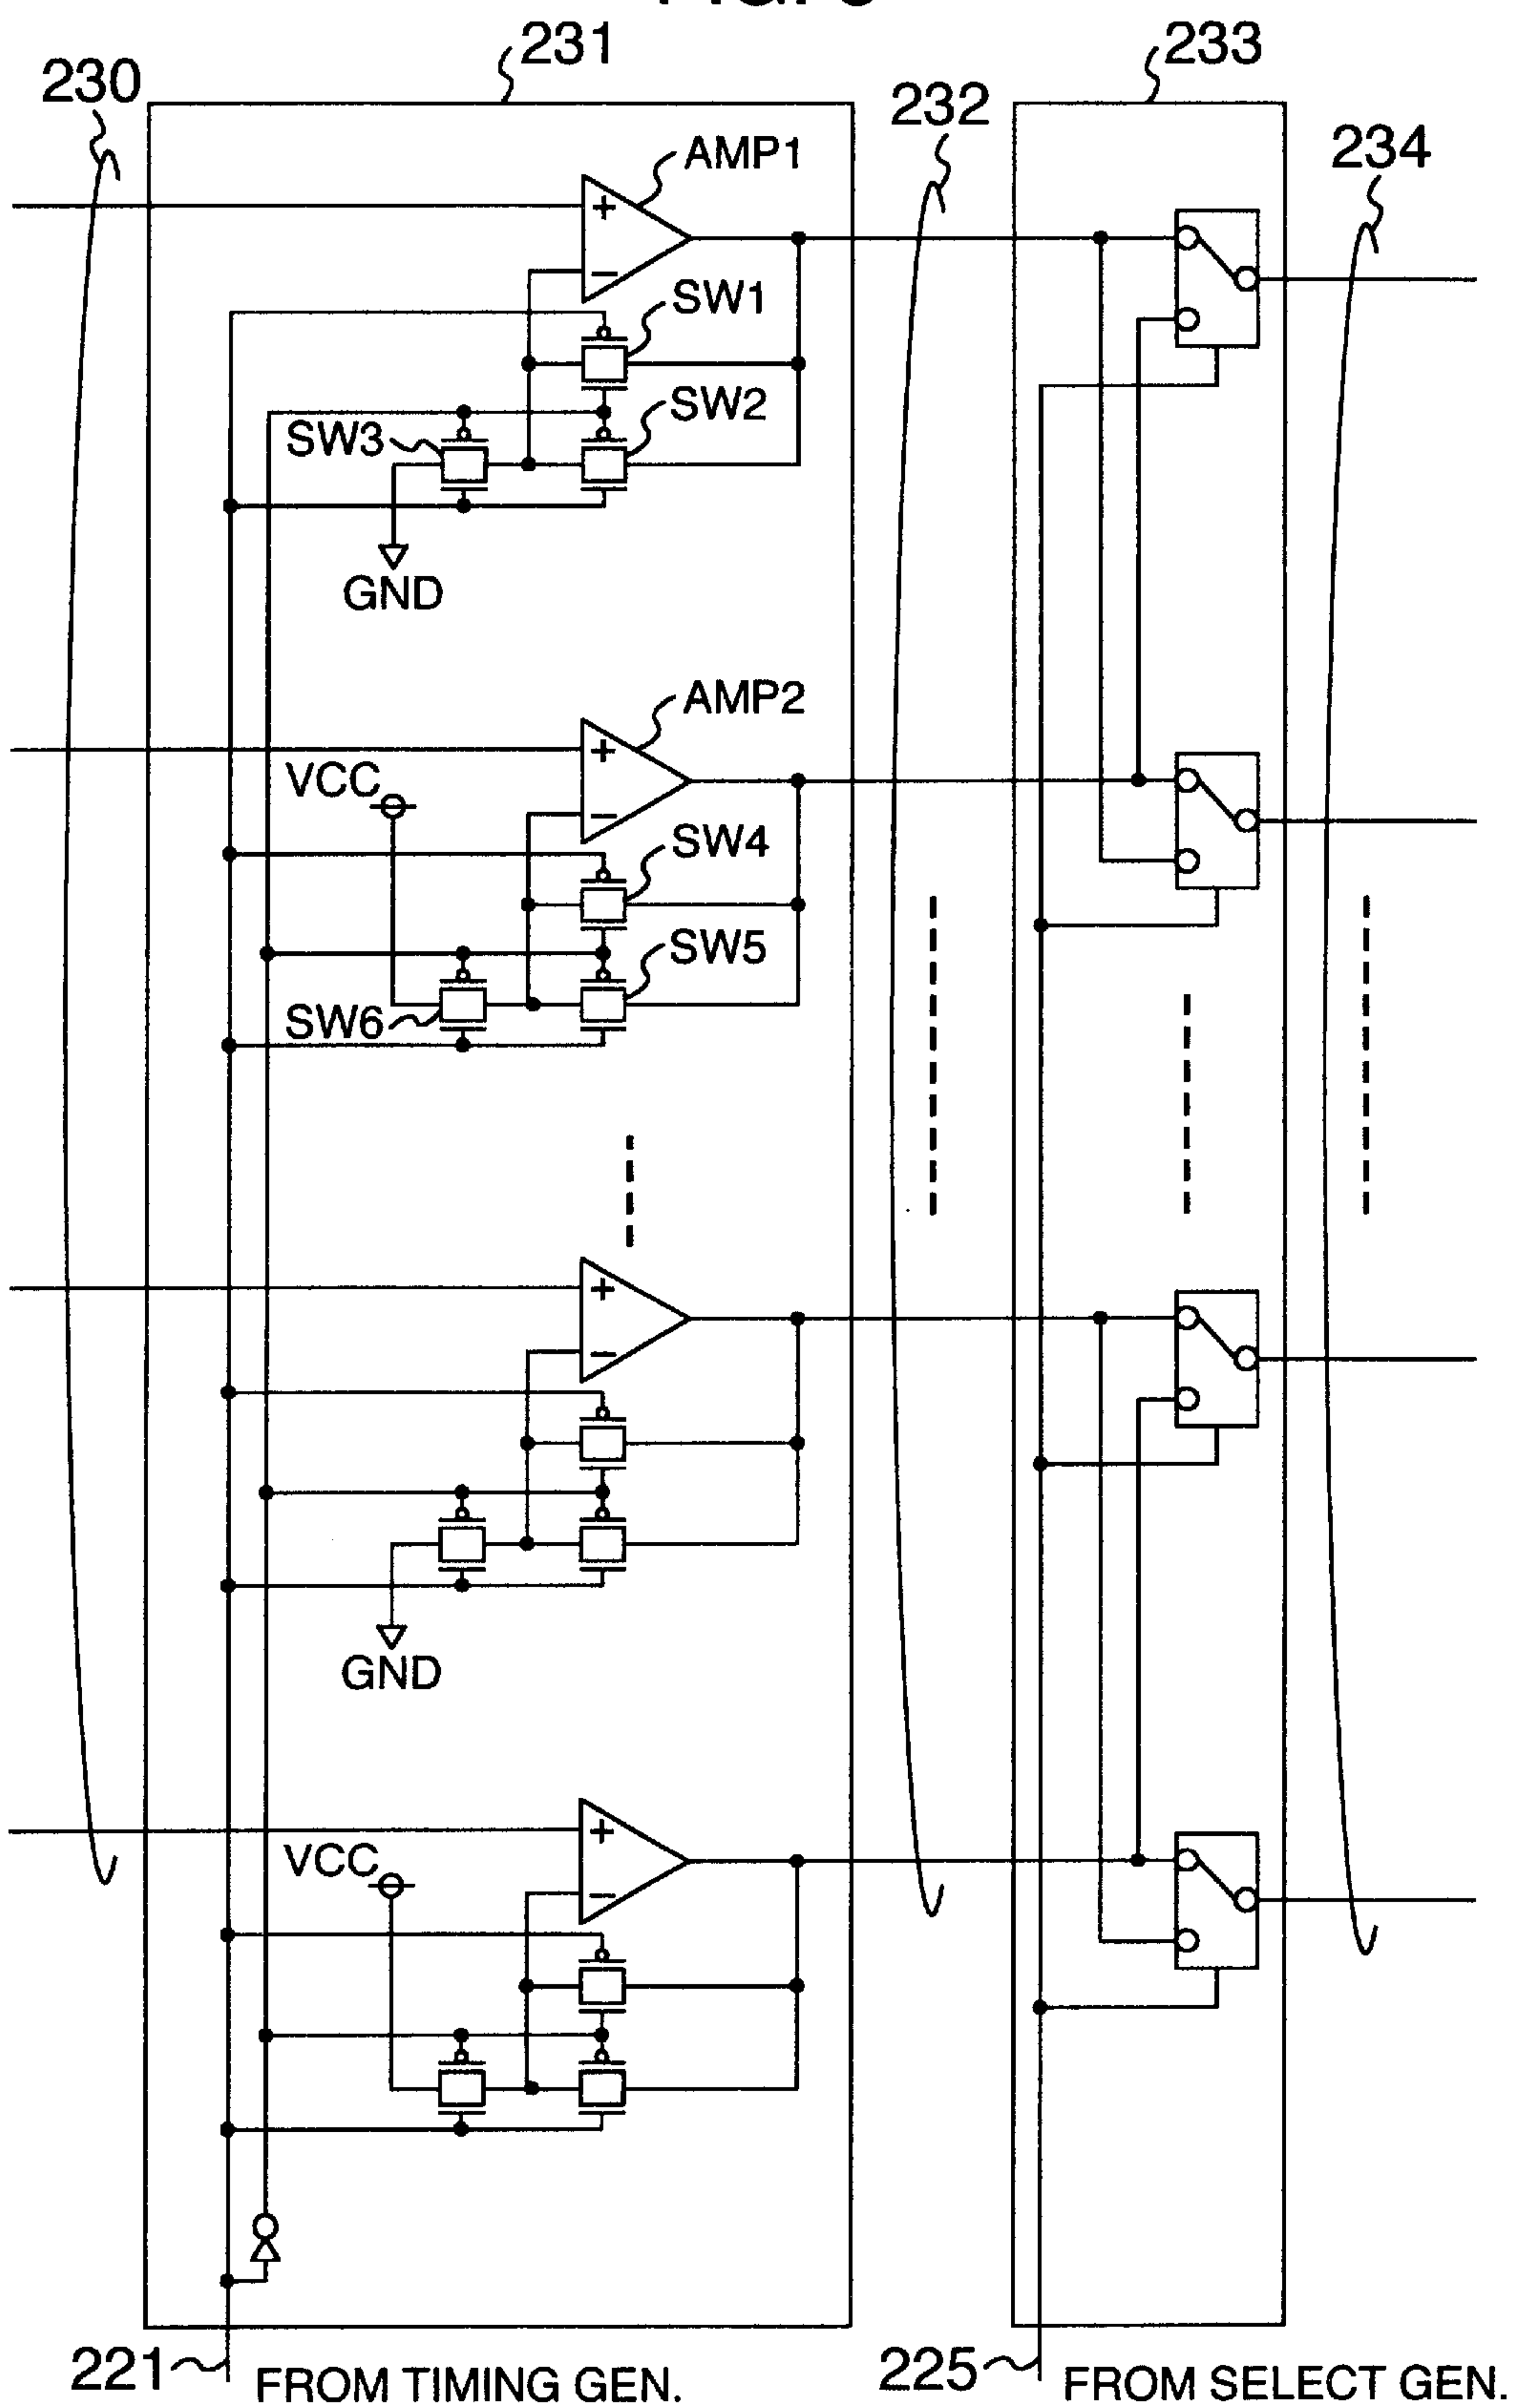 231
233
230
232
234
AMP1
+
−
SW1
SW2
SW3
GND
AMP2
+
VCC
−
SW4
SW5
SW6
+
−
GND
+
VCC
−
221
FROM TIMING GEN.
225
FROM SELECT GEN.